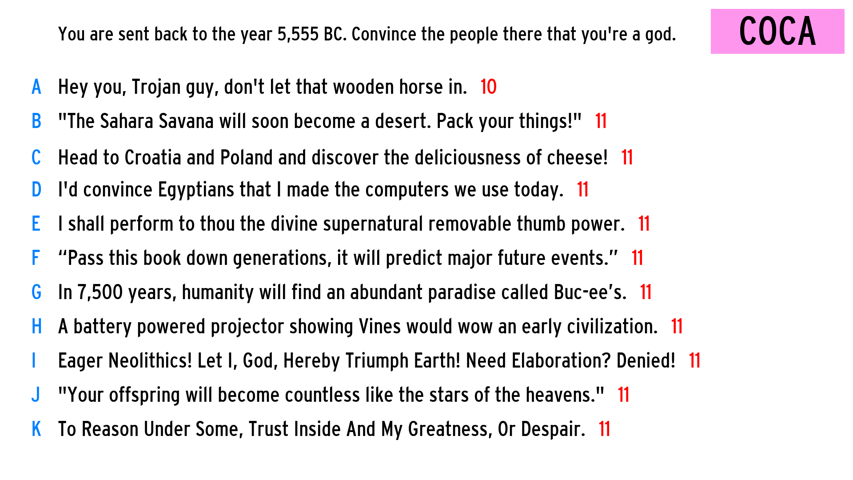 You are sent back to the year 5,555 BC. Convince the people there that you're a god.
COCA
A Hey you, Trojan guy, don't let that wooden horse in. 10
B "The Sahara Savana will soon become a desert. Pack your things!" 11
C Head to Croatia and Poland and discover the deliciousness of cheese! 11
D I'd convince Egyptians that I made the computers we use today. 11
E I shall perform to thou the divine supernatural removable thumb power. 11
F “Pass this book down generations, it will predict major future events.” 11
G In 7,500 years, humanity will find an abundant paradise called Buc-ee’s. 11
H A battery powered projector showing Vines would wow an early civilization. 11
I Eager Neolithics! Let I, God, Hereby Triumph Earth! Need Elaboration? Denied! 11
J "Your offspring will become countless like the stars of the heavens." 11
K To Reason Under Some, Trust Inside And My Greatness, Or Despair. 11